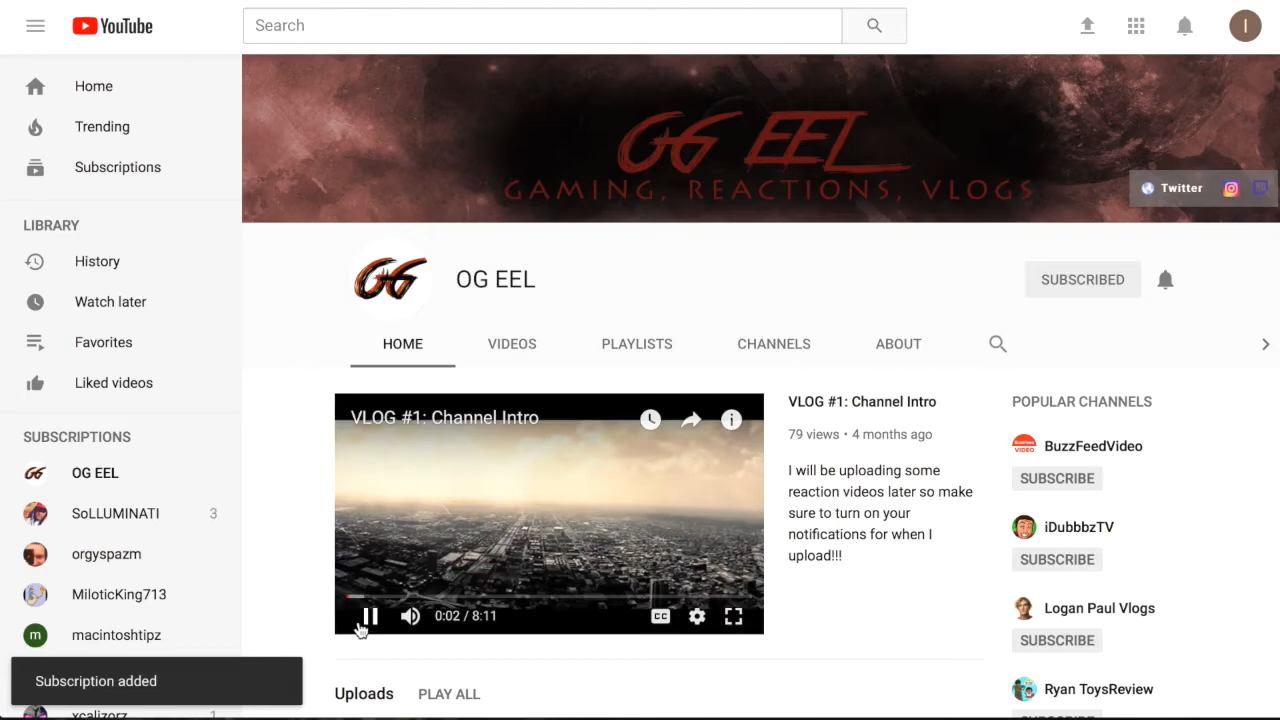 YouTube
Search
I
Home
Trending
Subscriptions
LIBRARY
History
Watch later
Favorites
Liked videos
SUBSCRIPTIONS
OG EEL
SoLLUMINATI 3
orgyspazm
MiloticKing713
m macintoshtipz
xcalizorz 1
Subscription added
OG EEL
GAMING, REACTIONS, VLOGS
Twitter
OG
OG EEL
SUBSCRIBED
HOME VIDEOS PLAYLISTS CHANNELS ABOUT
VLOG #1: Channel Intro
0:02 / 8:11
CC
VLOG #1: Channel Intro
79 views • 4 months ago
I will be uploading some
reaction videos later so make
sure to turn on your
notifications for when I
upload!!!
Uploads PLAY ALL
POPULAR CHANNELS
BuzzFeedVideo
SUBSCRIBE
iDubbbzTV
SUBSCRIBE
Logan Paul Vlogs
SUBSCRIBE
Ryan ToysReview
SUBSCRIBE